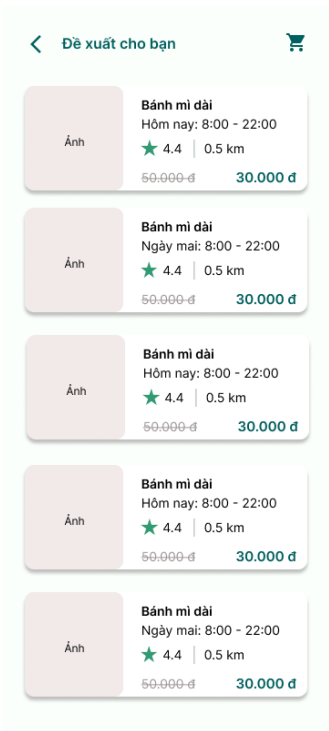 Đề xuất cho bạn
Ảnh
Bánh mì dài
Hôm nay: 8:00 - 22:00
4.4 0.5 km
50.000 đ 30.000 đ
Ảnh
Bánh mì dài
Ngày mai: 8:00 - 22:00
4.4 0.5 km
50.000 đ 30.000 đ
Ảnh
Bánh mì dài
Hôm nay: 8:00 - 22:00
4.4 0.5 km
50.000 đ 30.000 đ
Ảnh
Bánh mì dài
Hôm nay: 8:00 - 22:00
4.4 0.5 km
50.000 đ 30.000 đ
Ảnh
Bánh mì dài
Ngày mai: 8:00 - 22:00
4.4 0.5 km
50.000 đ 30.000 đ